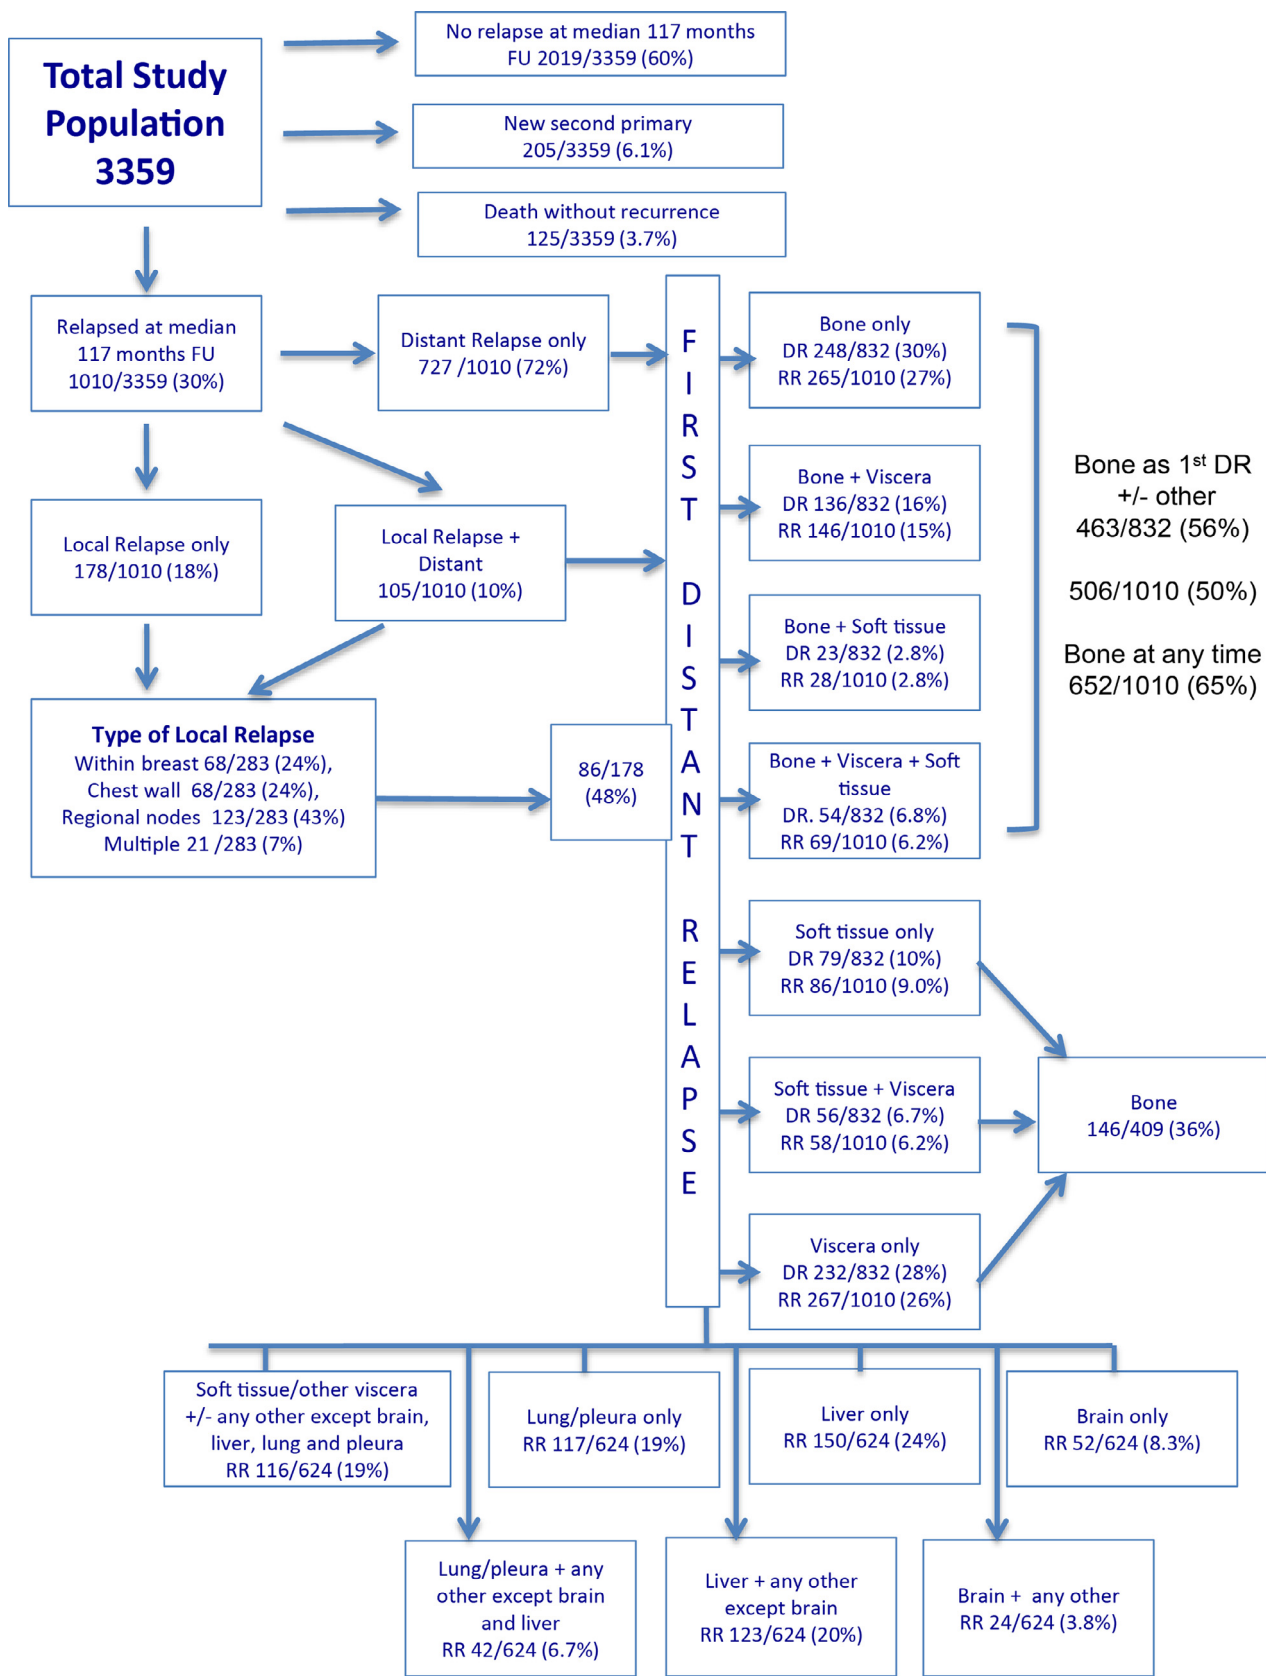 Total Study
Population
3359
No relapse at median 117 months
FU 2019/3359 (60%)
New second primary
205/3359 (6.1%)
Death without recurrence
125/3359 (3.7%)
Relapsed at median
117 months FU
1010/3359 (30%)
Distant Relapse only
727 /1010 (72%)
Local Relapse only
178/1010 (18%)
Local Relapse +
Distant
105/1010 (10%)
Type of Local Relapse
Within breast 68/283 (24%),
Chest wall 68/283 (24%),
Regional nodes 123/283 (43%)
Multiple 21 /283 (7%)
86/178
(48%)
FIRST DISTANT RELAPSE
Bone only
DR 248/832 (30%)
RR 265/1010 (27%)
Bone + Viscera
DR 136/832 (16%)
RR 146/1010 (15%)
Bone + Soft tissue
DR 23/832 (2.8%)
RR 28/1010 (2.8%)
Bone + Viscera + Soft
tissue
DR. 54/832 (6.8%)
RR 69/1010 (6.2%)
Bone as 1st DR
+/- other
463/832 (56%)
506/1010 (50%)
Bone at any time
652/1010 (65%)
Soft tissue only
DR 79/832 (10%)
RR 86/1010 (9.0%)
Soft tissue + Viscera
DR 56/832 (6.7%)
RR 58/1010 (6.2%)
Viscera only
DR 232/832 (28%)
RR 267/1010 (26%)
Bone
146/409 (36%)
Soft tissue/other viscera
+/- any other except brain,
liver, lung and pleura
RR 116/624 (19%)
Lung/pleura only
RR 117/624 (19%)
Liver only
RR 150/624 (24%)
Brain only
RR 52/624 (8.3%)
Lung/pleura + any
other except brain
and liver
RR 42/624 (6.7%)
Liver + any other
except brain
RR 123/624 (20%)
Brain + any other
RR 24/624 (3.8%)